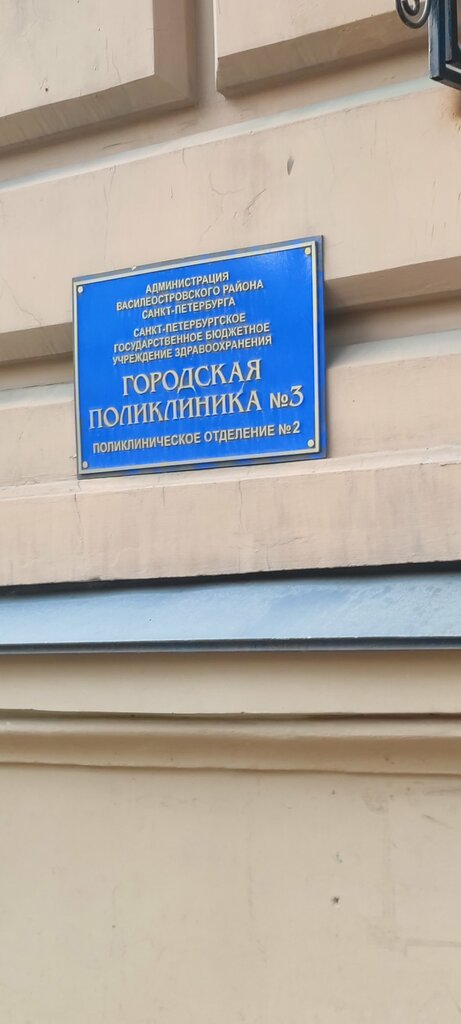 АДМИНИСТРАЦИЯ
ВАСИЛЕОСТРОВСКОГО РАЙОНА
САНКТ-ПЕТЕРБУРГА
САНКТ-ПЕТЕРБУРГСКОЕ
ГОСУДАРСТВЕННОЕ БЮДЖЕТНОЕ
УЧРЕЖДЕНИЕ ЗДРАВООХРАНЕНИЯ
ГОРОДСКАЯ
ПОЛИКЛИНИКА №3
ПОЛИКЛИНИЧЕСКОЕ ОТДЕЛЕНИЕ №2